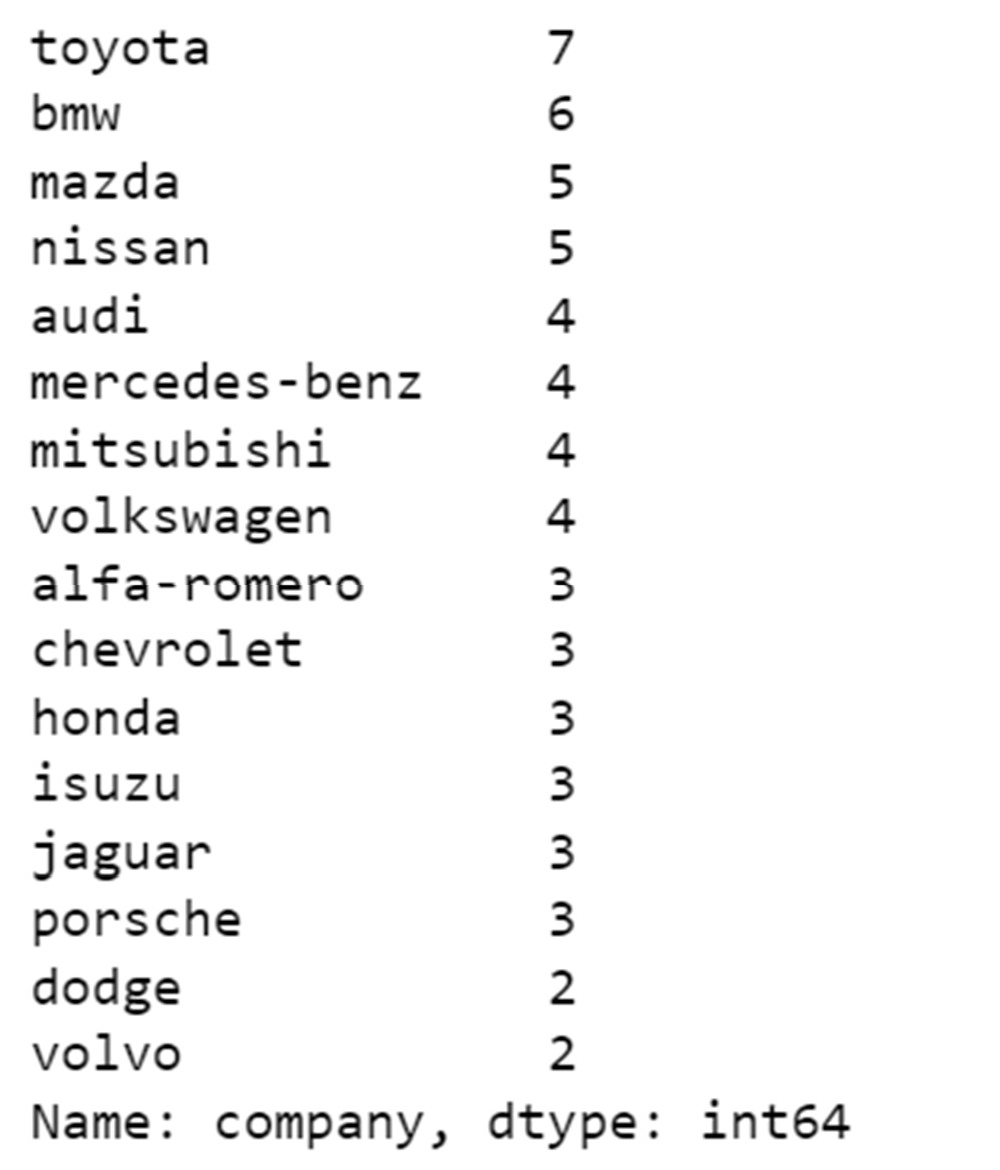 toyota 7
bmw 6
mazda 5
nissan 5
audi 4
mercedes-benz 4
mitsubishi 4
volkswagen 4
alfa-romero 3
chevrolet 3
honda 3
isuzu 3
jaguar 3
porsche 3
dodge 2
volvo 2
Name: company, dtype: int64